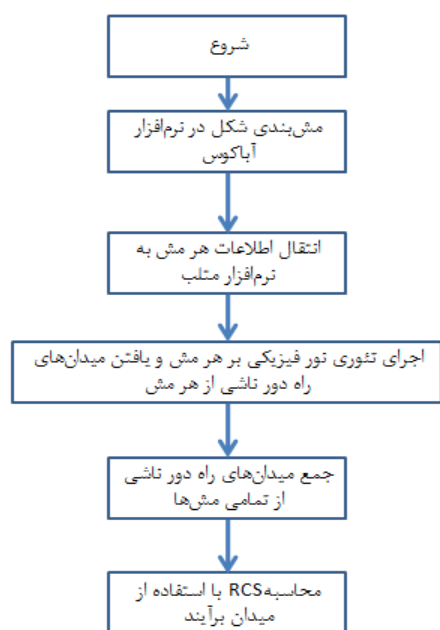 شروع
مش‌بندی شکل در نرم‌افزار
آباکوس
انتقال اطلاعات هر مش به
نرم‌افزار متلب
اجرای تئوری نور فیزیکی بر هر مش و یافتن میدان‌های
راه دور ناشی از هر مش
جمع میدان‌های راه دور ناشی
از تمامی مش‌ها
محاسبه RCS با استفاده از
میدان برآیند